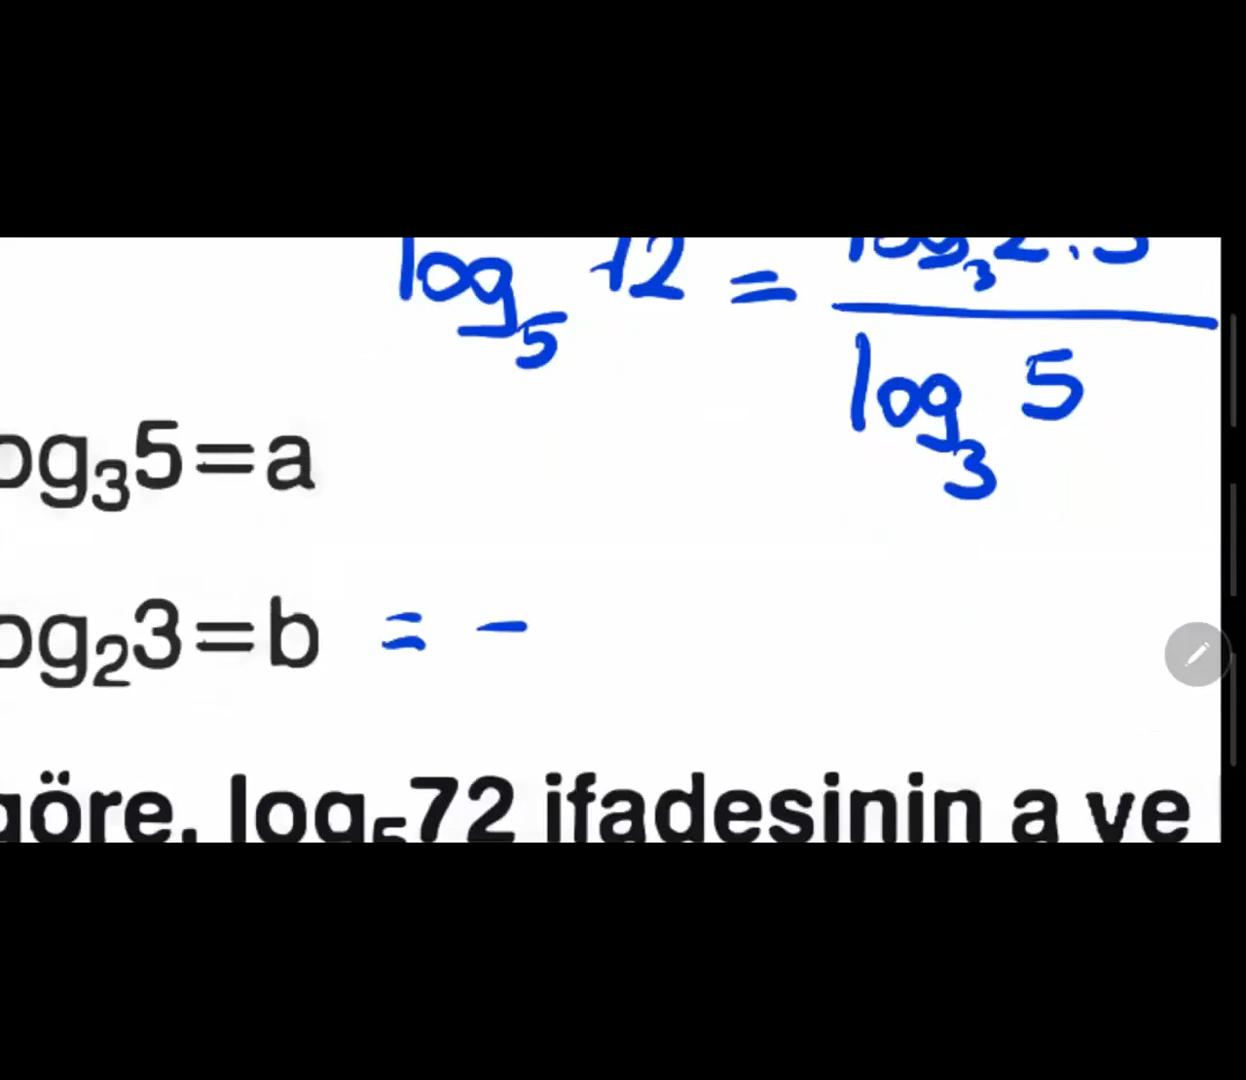 log₅ 72 = log₃ 2 . 3
log₃ 5
og₃5=a
og₂3=b = -
göre, log₅72 ifadesinin a ve